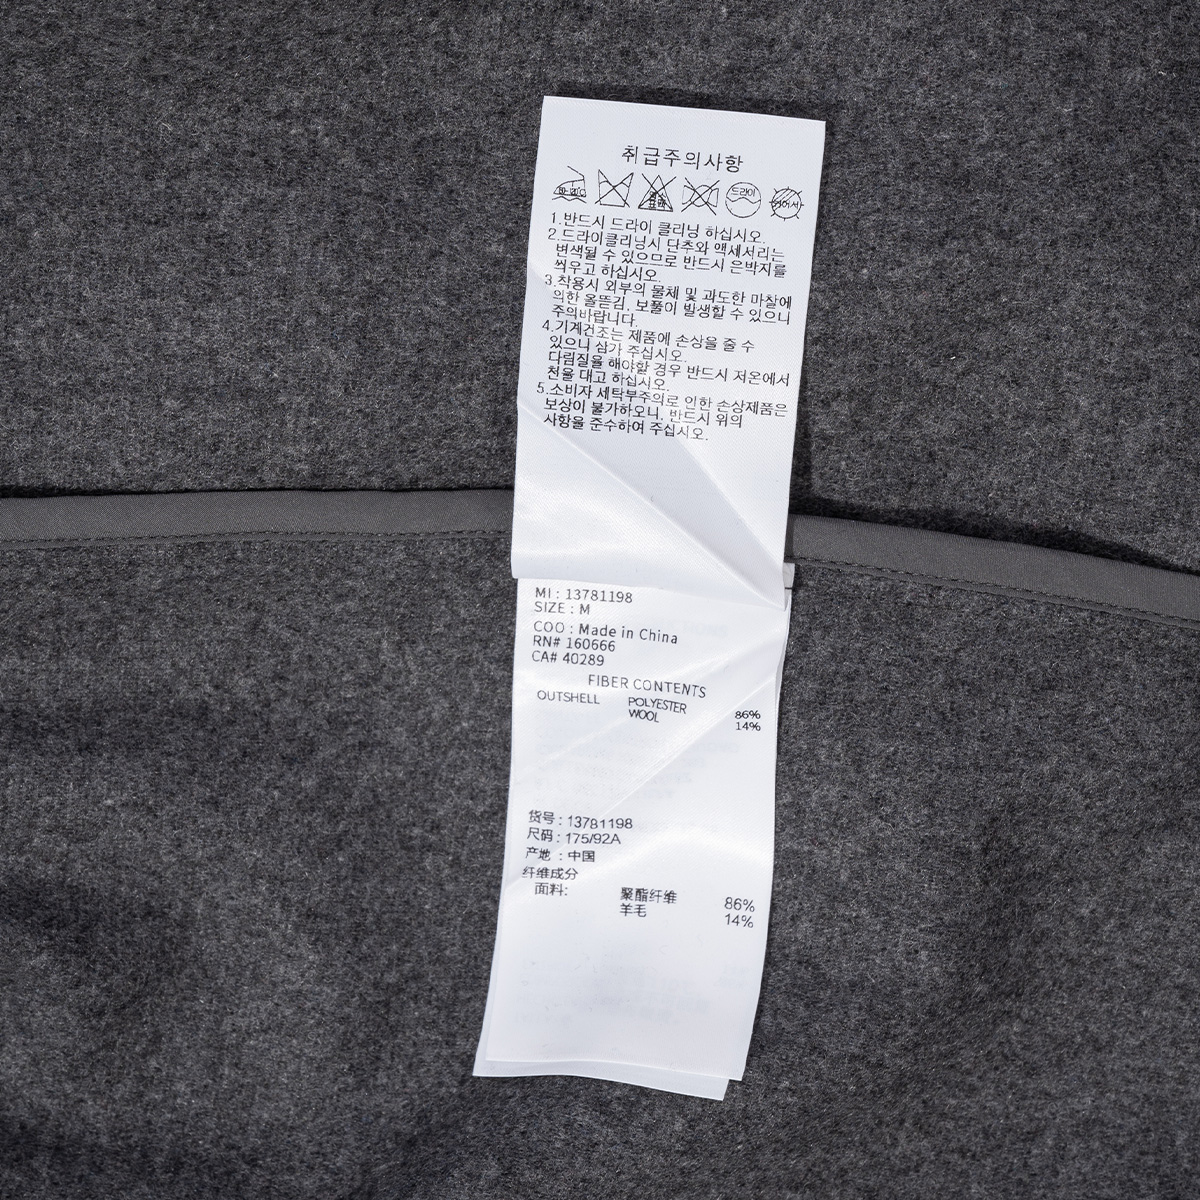 취급주의사항
드라이
1.반드시 드라이 클리닝 하십시오.
2.드라이클리닝시 단추와 액세서리는
변색될 수 있으므로 반드시 은박지를
씌우고 하십시오.
3.착용시 외부의 물체 및 과도한 마찰에
의한 올뜯김, 보풀이 발생할 수 있으니
주의바랍니다.
4.기계건조는 제품에 손상을 줄 수
있으니 삼가 주십시오.
다림질을 해야할 경우 반드시 저온에서
천을 대고 하십시오.
5.소비자 세탁부주의로 인한 손상제품은
보상이 불가하오니, 반드시 위의
사항을 준수하여 주십시오.
MI : 13781198
SIZE : M
COO : Made in China
RN# 160666
CA# 40289
FIBER CONTENTS
OUTSHELL POLYESTER 86%
WOOL 14%
货号 : 13781198
尺码 : 175/92A
产地 : 中国
纤维成分
面料: 聚酯纤维 86%
羊毛 14%